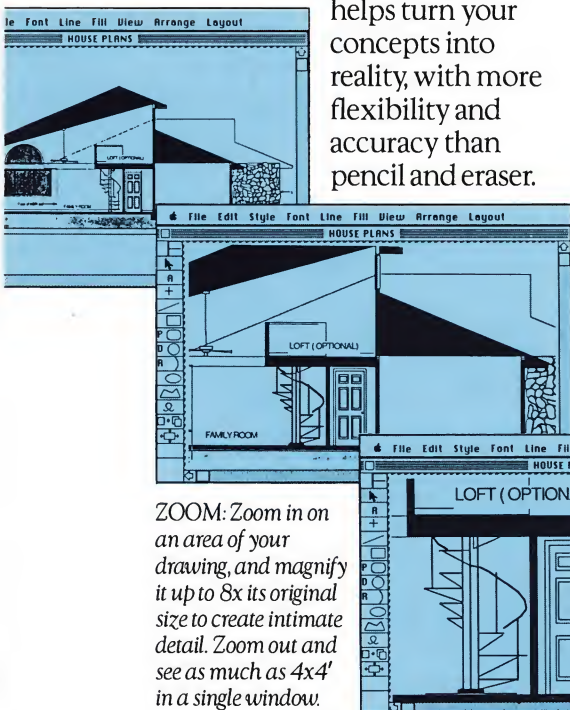 helps turn your
concepts into
reality, with more
flexibility and
accuracy than
pencil and eraser.
le Font Line Fill View Arrange Layout
HOUSE PLANS
LOFT (OPTIONAL)
FAMILY ROOM
File Edit Style Font Line Fill View Arrange Layout
HOUSE PLANS
A
P
D
A
LOFT (OPTIONAL)
FAMILY ROOM
File Edit Style Font Line Fil
HOUSE
A
P
D
A
LOFT (OPTIONA
ZOOM: Zoom in on
an area of your
drawing, and magnify
it up to 8x its original
size to create intimate
detail. Zoom out and
see as much as 4x4'
in a single window.